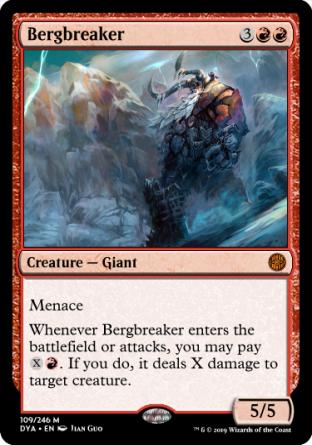 Bergbreaker 3
Creature — Giant
Menace
Whenever Bergbreaker enters the
battlefield or attacks, you may pay
X . If you do, it deals X damage to
target creature.
5/5
109/246 M
DYA • EN Jian Guo
™ & © 2019 Wizards of the Coast